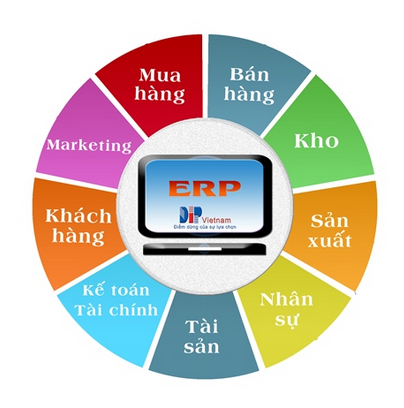 Mua
hàng
Bán
hàng
Kho
Sản
xuất
Nhân
sự
Tài
sản
Kế toán
Tài chính
Khách
hàng
Marketing
ERP
DIP Vietnam
Điểm dừng của sự lựa chọn